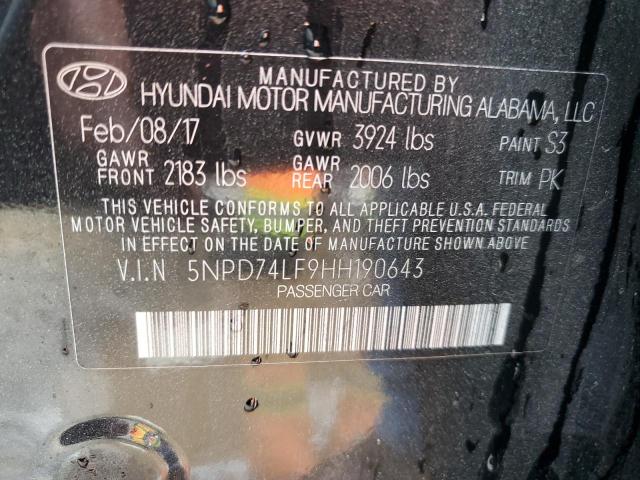 MANUFACTURED BY
HYUNDAI MOTOR MANUFACTURING ALABAMA, LLC
Feb/08/17 GVWR 3924 lbs PAINT S3
GAWR FRONT 2183 lbs GAWR REAR 2006 lbs TRIM PK
THIS VEHICLE CONFORMS TO ALL APPLICABLE U.S.A. FEDERAL
MOTOR VEHICLE SAFETY, BUMPER, AND THEFT PREVENTION STANDARDS
IN EFFECT ON THE DATE OF MANUFACTURE SHOWN ABOVE.
V.I.N 5NPD74LF9HH190643
PASSENGER CAR